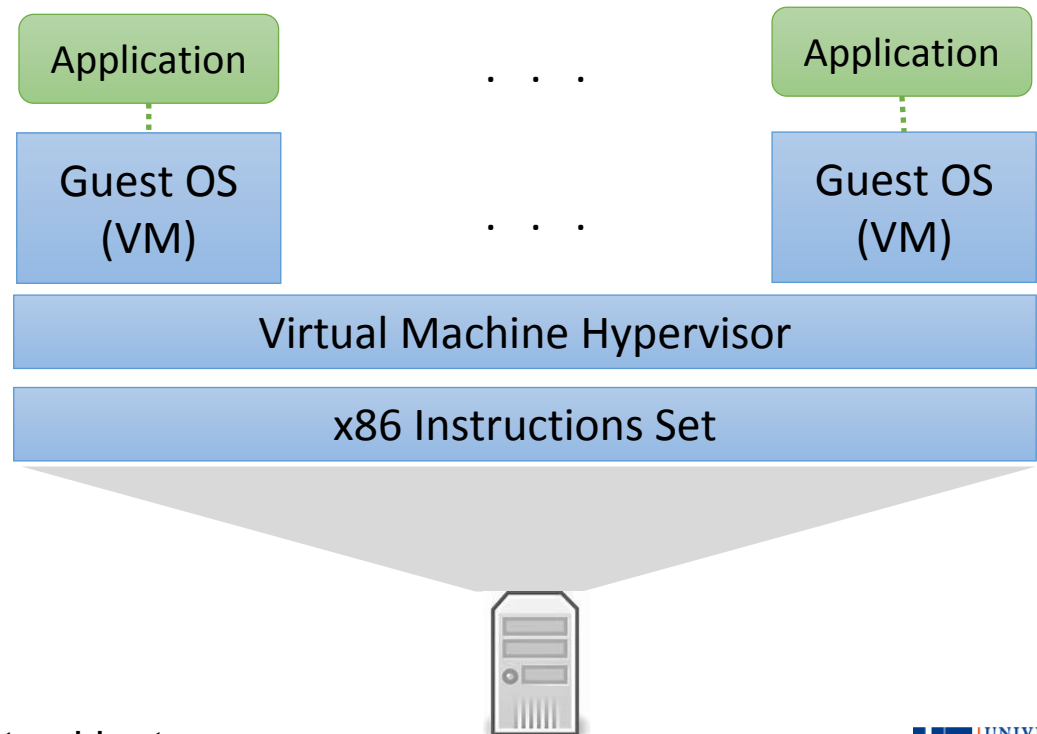 Application
. . .
Application
Guest OS
(VM)
. . .
Guest OS
(VM)
Virtual Machine Hypervisor
x86 Instructions Set